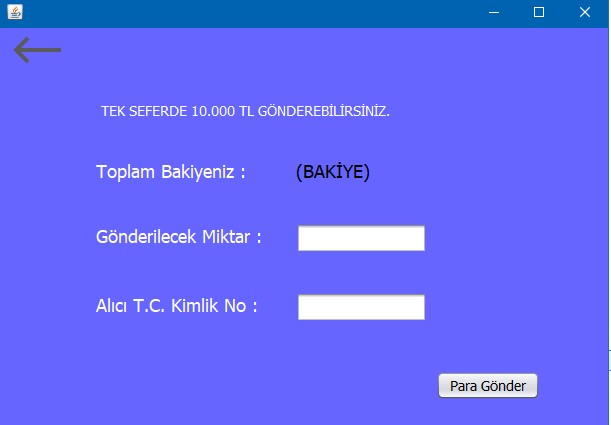 TEK SEFERDE 10.000 TL GÖNDEREBİLİRSİNİZ.
Toplam Bakiyeniz : (BAKİYE)
Gönderilecek Miktar :
Alıcı T.C. Kimlik No :
Para Gönder